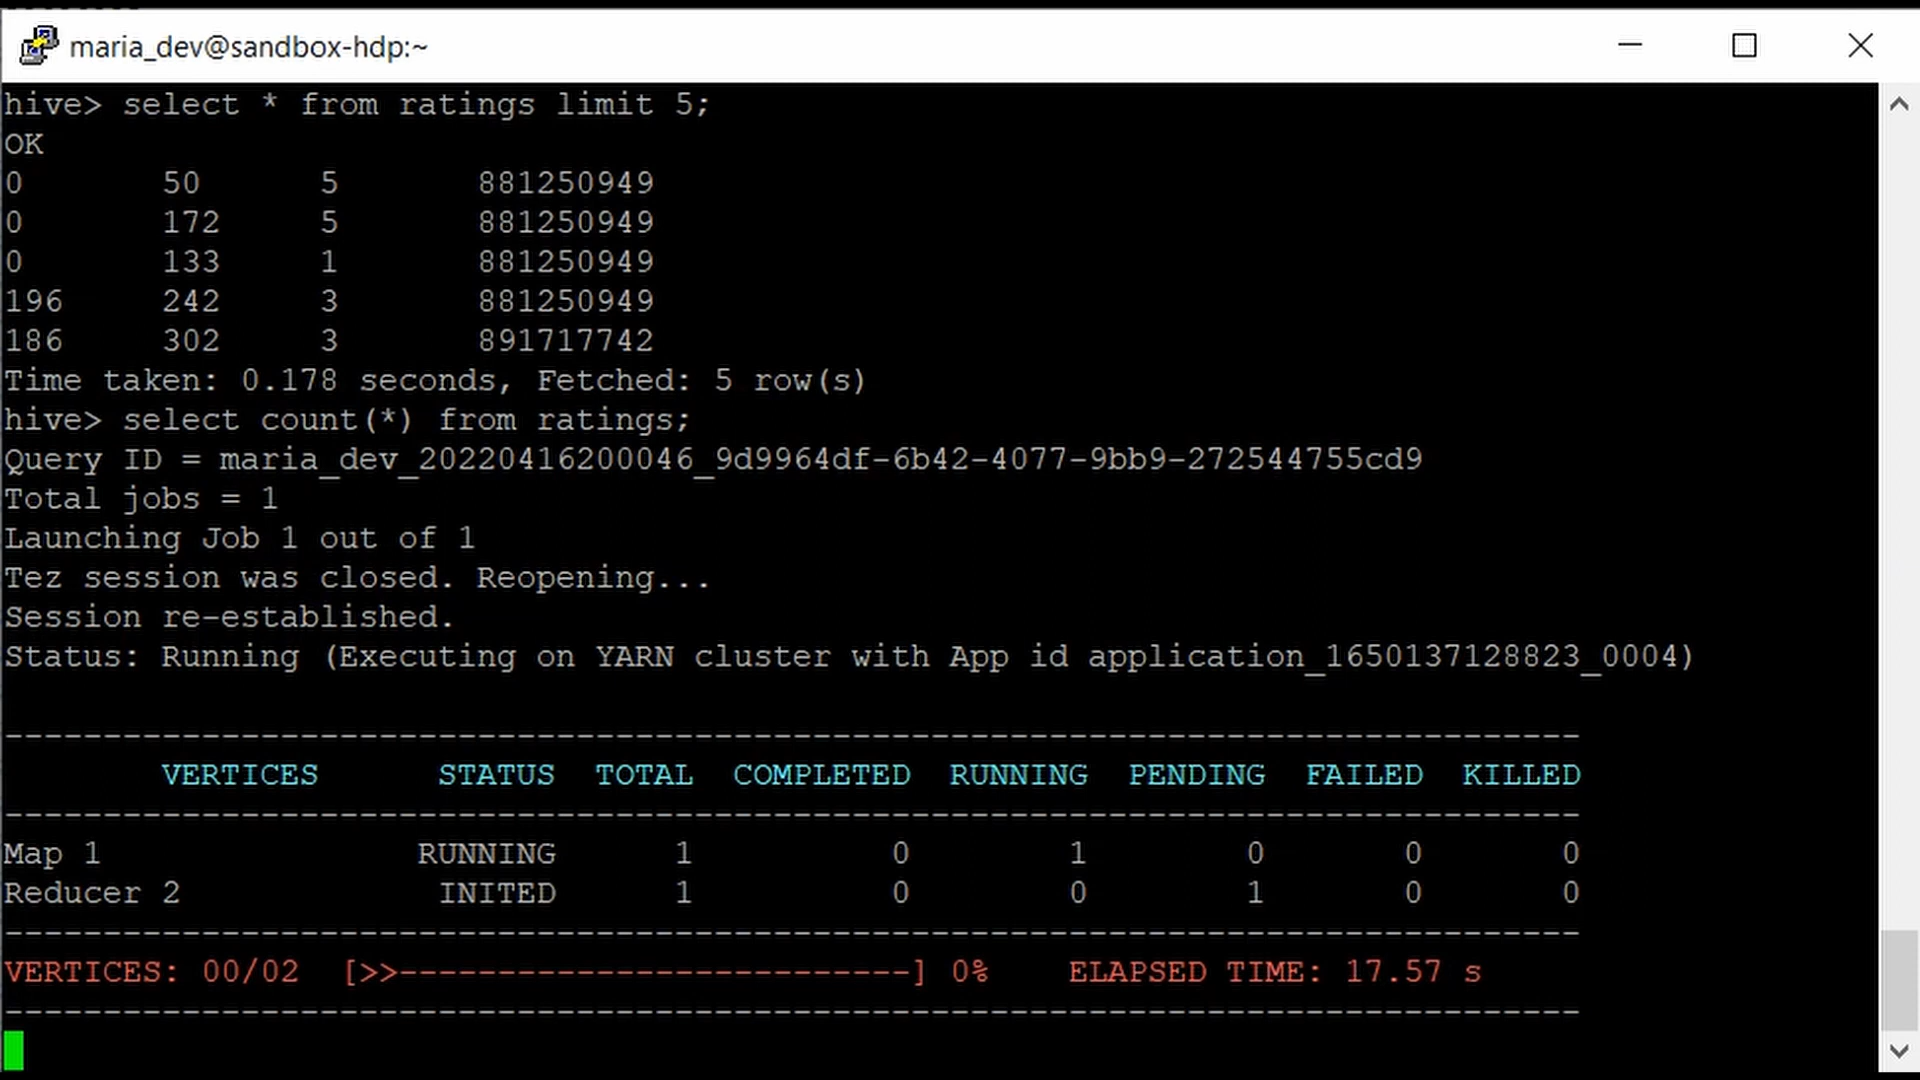 maria_dev@sandbox-hdp:~
hive> select * from ratings limit 5;
OK
0 50 5 881250949
0 172 5 881250949
0 133 1 881250949
196 242 3 881250949
186 302 3 891717742
Time taken: 0.178 seconds, Fetched: 5 row(s)
hive> select count(*) from ratings;
Query ID = maria_dev_20220416200046_9d9964df-6b42-4077-9bb9-272544755cd9
Total jobs = 1
Launching Job 1 out of 1
Tez session was closed. Reopening...
Session re-established.
Status: Running (Executing on YARN cluster with App id application_1650137128823_0004)
--------------------------------------------------------------------------------
VERTICES STATUS TOTAL COMPLETED RUNNING PENDING FAILED KILLED
--------------------------------------------------------------------------------
Map 1 RUNNING 1 0 1 0 0 0
Reducer 2 INITED 1 0 0 1 0 0
--------------------------------------------------------------------------------
VERTICES: 00/02 [>>--------------------------] 0% ELAPSED TIME: 17.57 s
--------------------------------------------------------------------------------